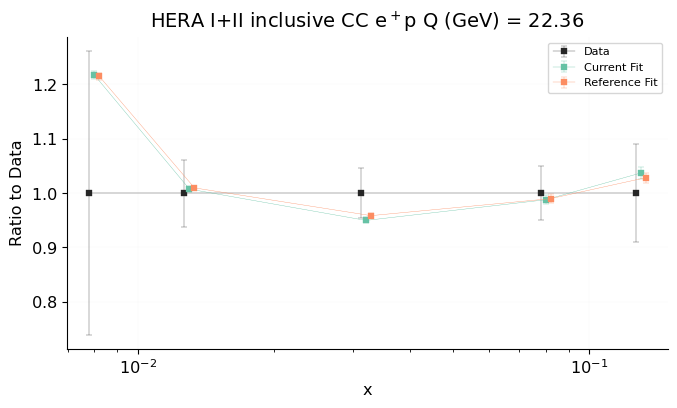 HERA I+II inclusive CC e⁺p Q (GeV) = 22.36
Data
Current Fit
Reference Fit
Ratio to Data
1.2
1.1
1.0
0.9
0.8
10⁻²
10⁻¹
x